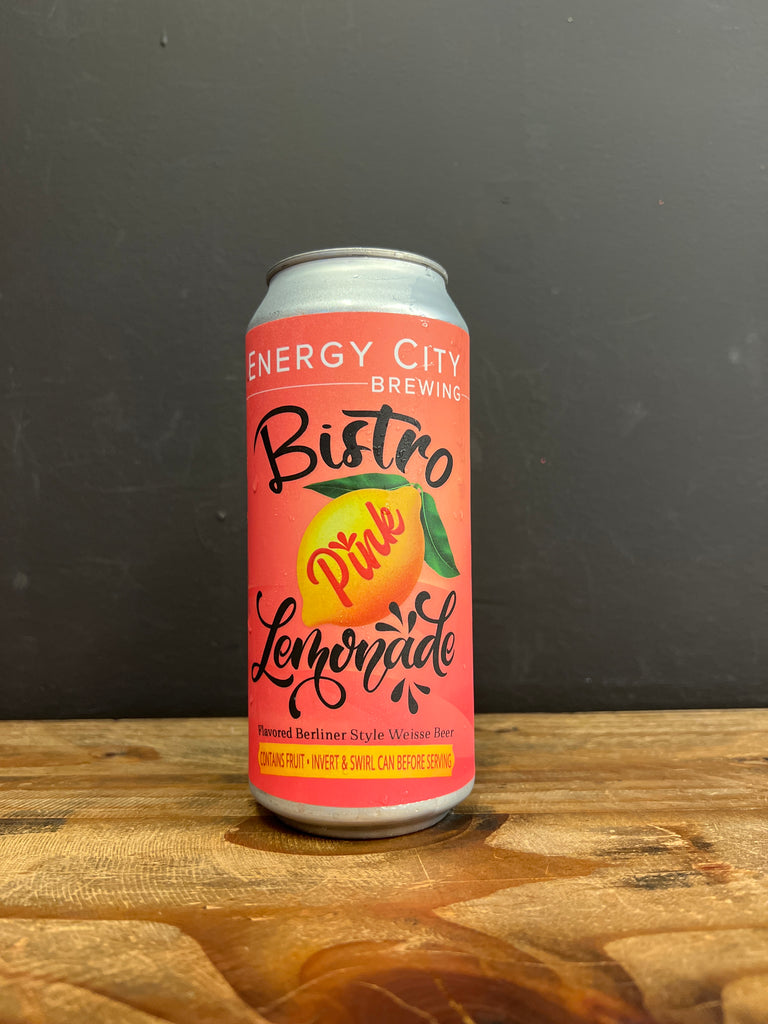 ENERGY CITY
BREWING
Bistro
Pink
Lemonade
Flavored Berliner Style Weisse Beer
CONTAINS FRUIT • INVERT & SWIRL CAN BEFORE SERVING